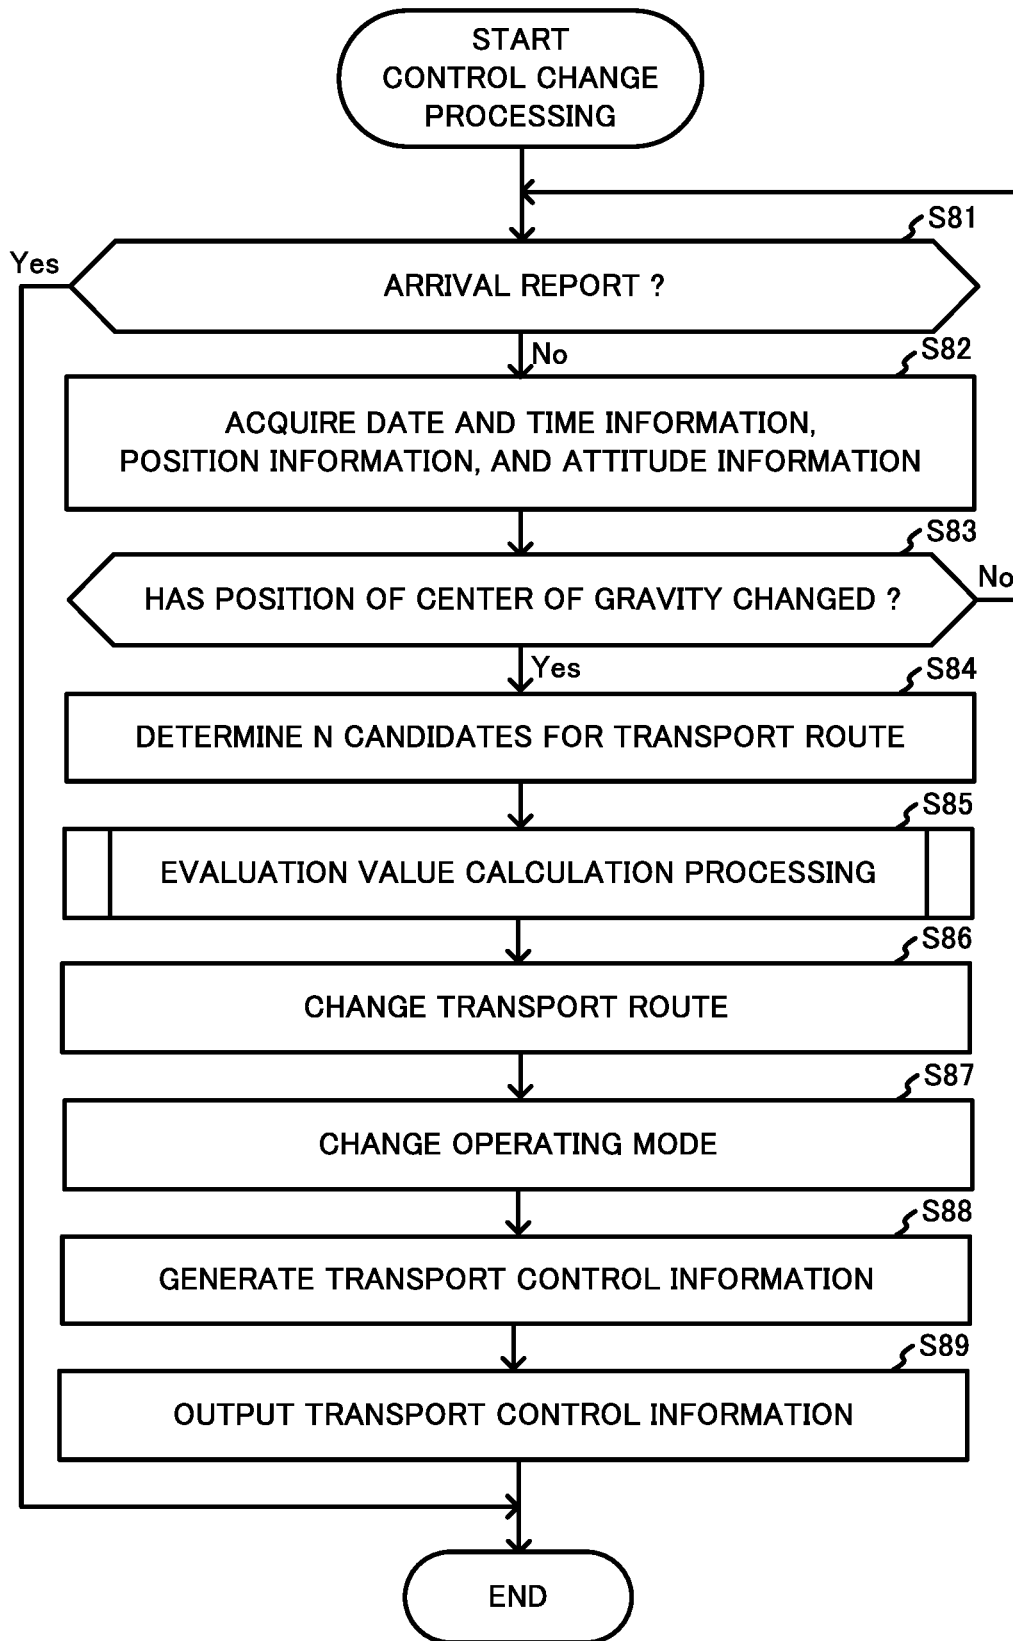 START
CONTROL CHANGE
PROCESSING
S81
Yes
ARRIVAL REPORT ?
No
S82
ACQUIRE DATE AND TIME INFORMATION,
POSITION INFORMATION, AND ATTITUDE INFORMATION
S83
HAS POSITION OF CENTER OF GRAVITY CHANGED ?
No
Yes
S84
DETERMINE N CANDIDATES FOR TRANSPORT ROUTE
S85
EVALUATION VALUE CALCULATION PROCESSING
S86
CHANGE TRANSPORT ROUTE
S87
CHANGE OPERATING MODE
S88
GENERATE TRANSPORT CONTROL INFORMATION
S89
OUTPUT TRANSPORT CONTROL INFORMATION
END